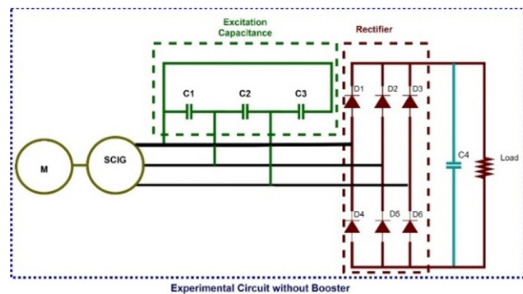 Excitation
Capacitance
Rectifier
C1
C2
C3
D1
D2
D3
M
SCIG
C4
Load
D4
D5
D6
Experimental Circuit without Booster